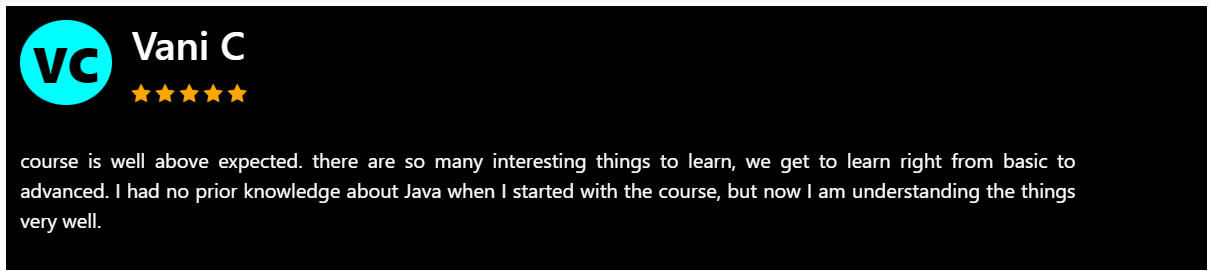 VC
Vani C
course is well above expected. there are so many interesting things to learn, we get to learn right from basic to
advanced. I had no prior knowledge about Java when I started with the course, but now I am understanding the things
very well.